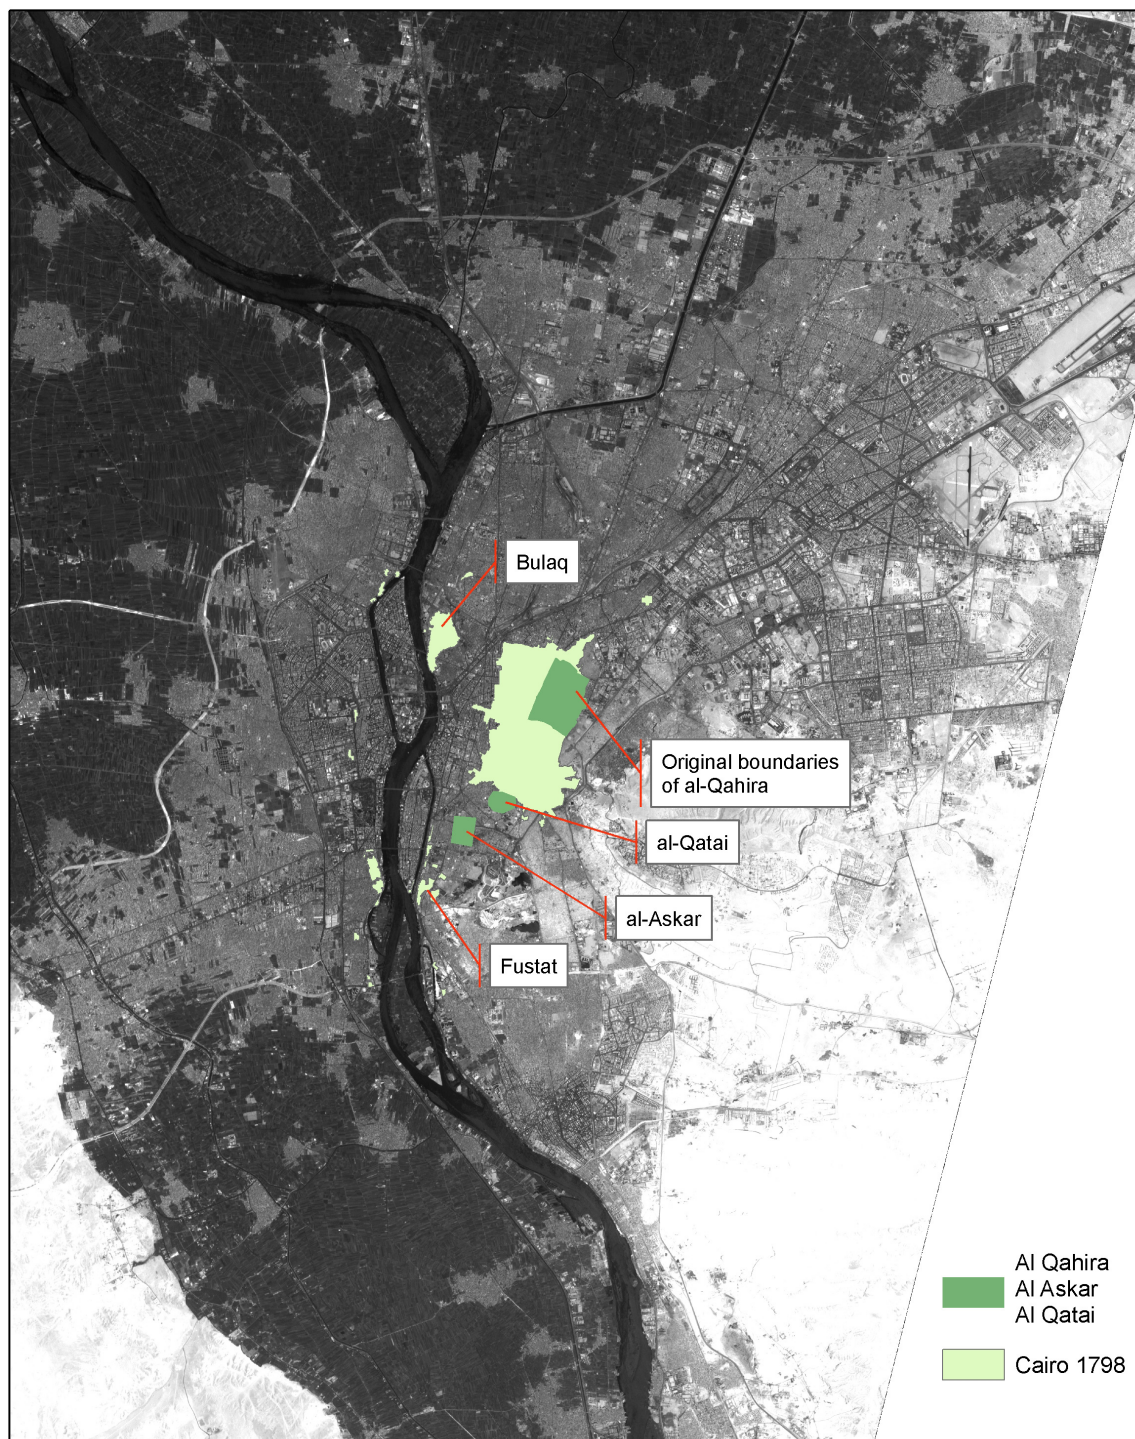 Bulaq
Original boundaries
of al-Qahira
al-Qatai
al-Askar
Fustat
Al Qahira
Al Askar
Al Qatai
Cairo 1798